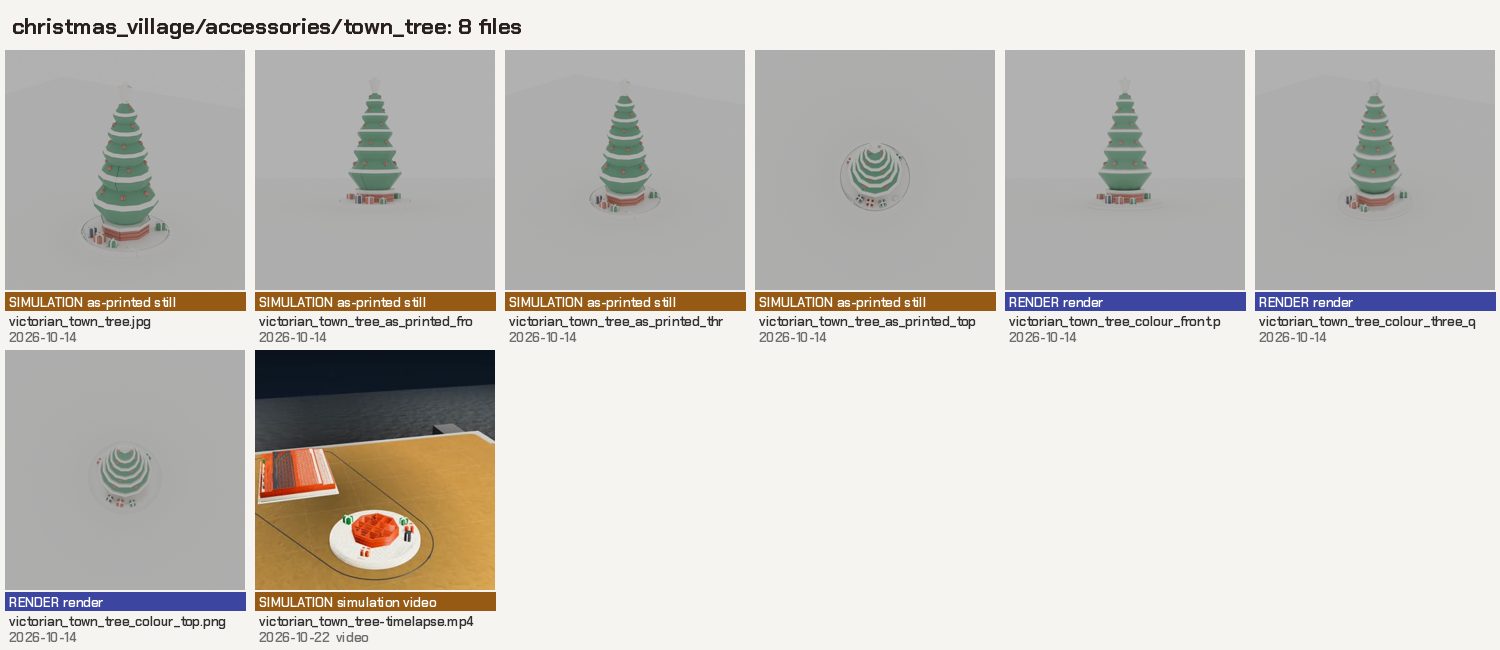 christmas_village/accessories/town_tree: 8 files
SIMULATION as-printed still
victorian_town_tree.jpg
2026-10-14
SIMULATION as-printed still
victorian_town_tree_as_printed_fro
2026-10-14
SIMULATION as-printed still
victorian_town_tree_as_printed_thr
2026-10-14
SIMULATION as-printed still
victorian_town_tree_as_printed_top
2026-10-14
RENDER render
victorian_town_tree_colour_front.p
2026-10-14
RENDER render
victorian_town_tree_colour_three_q
2026-10-14
RENDER render
victorian_town_tree_colour_top.png
2026-10-14
SIMULATION simulation video
victorian_town_tree-timelapse.mp4
2026-10-22 video